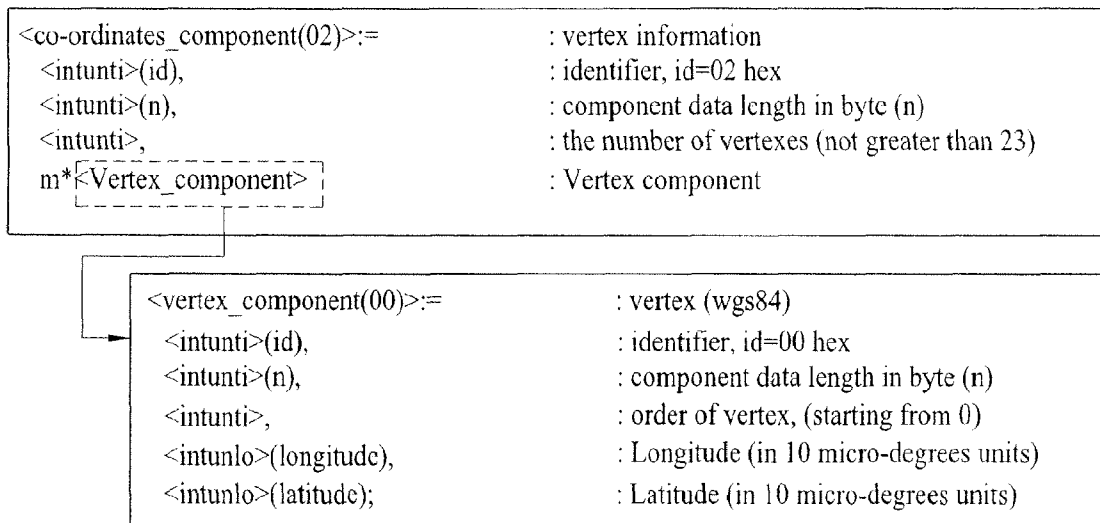 <co-ordinates_component(02)>:= : vertex information
<intunti>(id), : identifier, id=02 hex
<intunti>(n), : component data length in byte (n)
<intunti>, : the number of vertexes (not greater than 23)
m*<Vertex_component> : Vertex component
<vertex_component(00)>:= : vertex (wgs84)
<intunti>(id), : identifier, id=00 hex
<intunti>(n), : component data length in byte (n)
<intunti>, : order of vertex, (starting from 0)
<intunlo>(longitude), : Longitude (in 10 micro-degrees units)
<intunlo>(latitude); : Latitude (in 10 micro-degrees units)